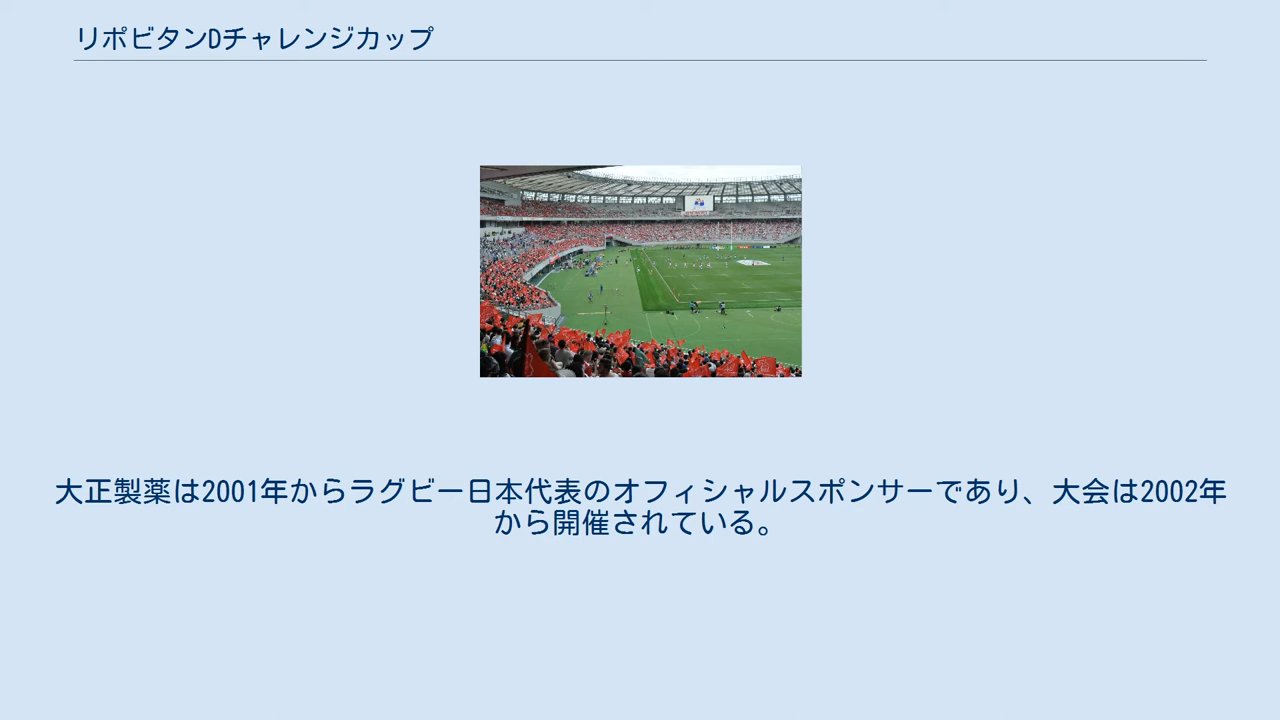 リポビタンDチャレンジカップ
大正製薬は2001年からラグビー日本代表のオフィシャルスポンサーであり、大会は2002年
から開催されている。